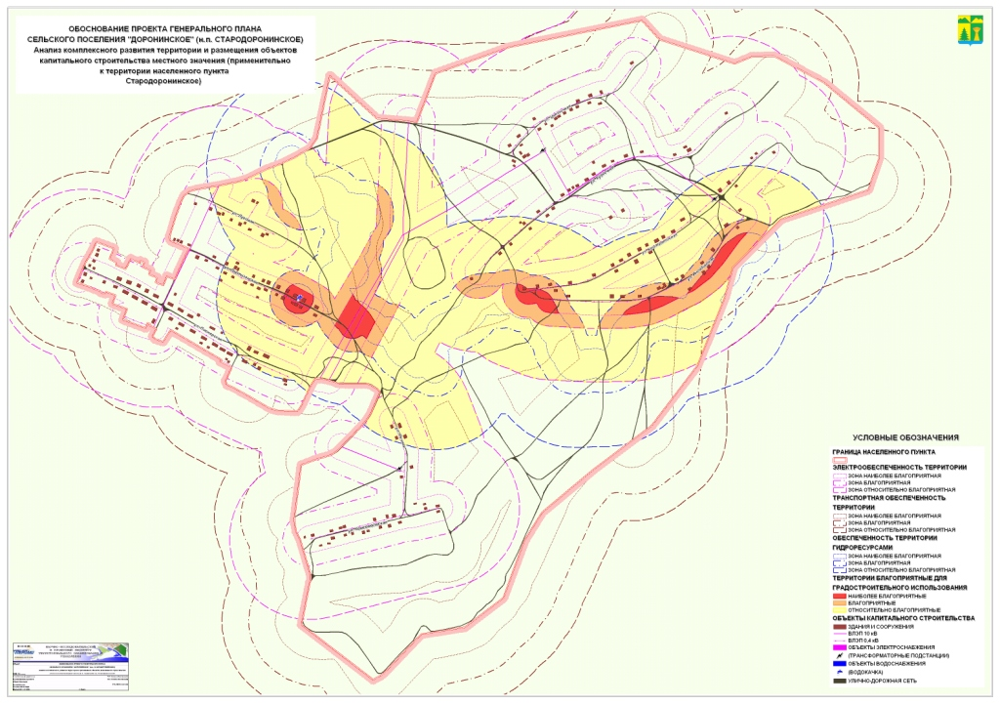 ОБОСНОВАНИЕ ПРОЕКТА ГЕНЕРАЛЬНОГО ПЛАНА
СЕЛЬСКОГО ПОСЕЛЕНИЯ "ДОРОНИНСКОЕ" (н.п. СТАРОДОРОНИНСКОЕ)
Анализ комплексного развития территории и размещения объектов
капитального строительства местного значения (применительно
к территории населенного пункта
Стародоронинское)
УСЛОВНЫЕ ОБОЗНАЧЕНИЯ
ГРАНИЦА НАСЕЛЕННОГО ПУНКТА
ЭЛЕКТРООБЕСПЕЧЕННОСТЬ ТЕРРИТОРИИ
ЗОНА НАИБОЛЕЕ БЛАГОПРИЯТНАЯ
ЗОНА БЛАГОПРИЯТНАЯ
ЗОНА ОТНОСИТЕЛЬНО БЛАГОПРИЯТНАЯ
ТРАНСПОРТНАЯ ОБЕСПЕЧЕННОСТЬ
ТЕРРИТОРИИ
ЗОНА НАИБОЛЕЕ БЛАГОПРИЯТНАЯ
ЗОНА БЛАГОПРИЯТНАЯ
ЗОНА ОТНОСИТЕЛЬНО БЛАГОПРИЯТНАЯ
ОБЕСПЕЧЕННОСТЬ ТЕРРИТОРИИ
ГИДРОРЕСУРСАМИ
ЗОНА НАИБОЛЕЕ БЛАГОПРИЯТНАЯ
ЗОНА БЛАГОПРИЯТНАЯ
ЗОНА ОТНОСИТЕЛЬНО БЛАГОПРИЯТНАЯ
ТЕРРИТОРИИ БЛАГОПРИЯТНЫЕ ДЛЯ
ГРАДОСТРОИТЕЛЬНОГО ИСПОЛЬЗОВАНИЯ
НАИБОЛЕЕ БЛАГОПРИЯТНЫЕ
БЛАГОПРИЯТНЫЕ
ОТНОСИТЕЛЬНО БЛАГОПРИЯТНЫЕ
ОБЪЕКТЫ КАПИТАЛЬНОГО СТРОИТЕЛЬСТВА
ЗДАНИЯ И СООРУЖЕНИЯ
ВЛЭП 10 кВ
ВЛЭП 0,4 кВ
ОБЪЕКТЫ ЭЛЕКТРОСНАБЖЕНИЯ
(ТРАНСФОРМАТОРНЫЕ ПОДСТАНЦИИ)
ОБЪЕКТЫ ВОДОСНАБЖЕНИЯ
(ВОДОКАЧКА)
УЛИЧНО-ДОРОЖНАЯ СЕТЬ